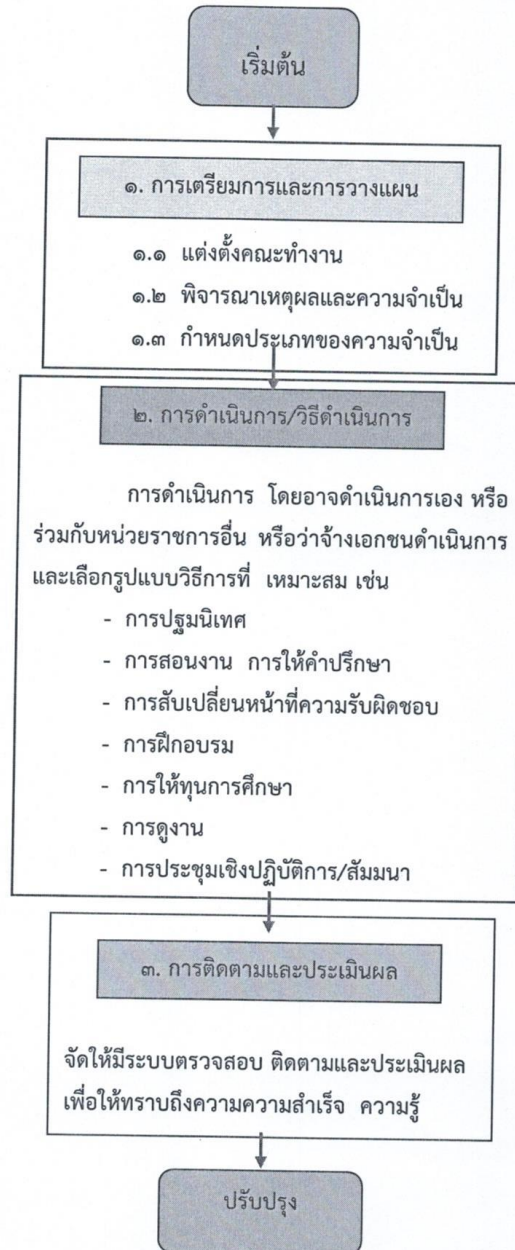 เริ่มต้น
๑. การเตรียมการและการวางแผน
๑.๑ แต่งตั้งคณะทำงาน
๑.๒ พิจารณาเหตุผลและความจำเป็น
๑.๓ กำหนดประเภทของความจำเป็น
๒. การดำเนินการ/วิธีดำเนินการ
การดำเนินการ โดยอาจดำเนินการเอง หรือ
ร่วมกับหน่วยราชการอื่น หรือว่าจ้างเอกชนดำเนินการ
และเลือกรูปแบบวิธีการที่ เหมาะสม เช่น
- การปฐมนิเทศ
- การสอนงาน การให้คำปรึกษา
- การสับเปลี่ยนหน้าที่ความรับผิดชอบ
- การฝึกอบรม
- การให้ทุนการศึกษา
- การดูงาน
- การประชุมเชิงปฏิบัติการ/สัมมนา
๓. การติดตามและประเมินผล
จัดให้มีระบบตรวจสอบ ติดตามและประเมินผล
เพื่อให้ทราบถึงความความสำเร็จ ความรู้
ปรับปรุง